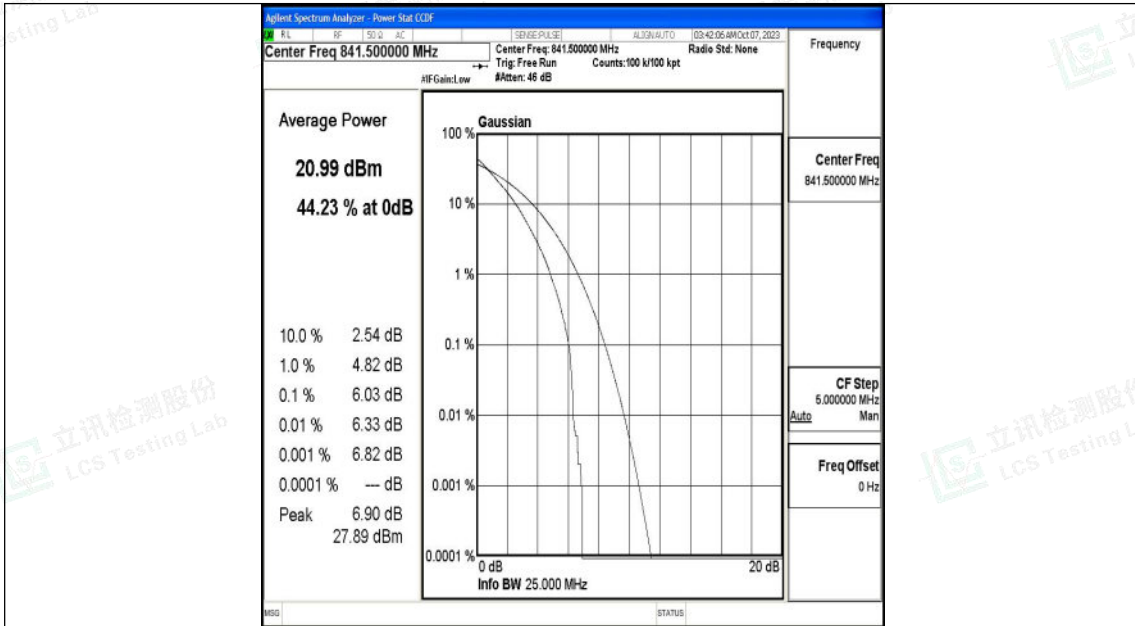 Agilent Spectrum Analyzer - Power Stat CCDF
RL RF 50 Ω AC SENSE:PULSE ALIGNAUTO 03:42:06 AM Oct 07, 2023
Center Freq 841.500000 MHz
Center Freq: 841.500000 MHz Radio Std: None
Trig: Free Run Counts:100 k/100 kpt
#IFGain:Low #Atten: 46 dB
Frequency
Average Power
20.99 dBm
44.23 % at 0dB
10.0 % 2.54 dB
1.0 % 4.82 dB
0.1 % 6.03 dB
0.01 % 6.33 dB
0.001 % 6.82 dB
0.0001 % --- dB
Peak 6.90 dB
27.89 dBm
Gaussian
100 %
10 %
1 %
0.1 %
0.01 %
0.001 %
0.0001 %
0 dB 20 dB
Info BW 25.000 MHz
Center Freq
841.500000 MHz
CF Step
5.000000 MHz
Auto Man
Freq Offset
0 Hz
MSG STATUS
立讯检测股份
LCS Testing Lab
立讯检测股份
LCS Testing L
sting Lab